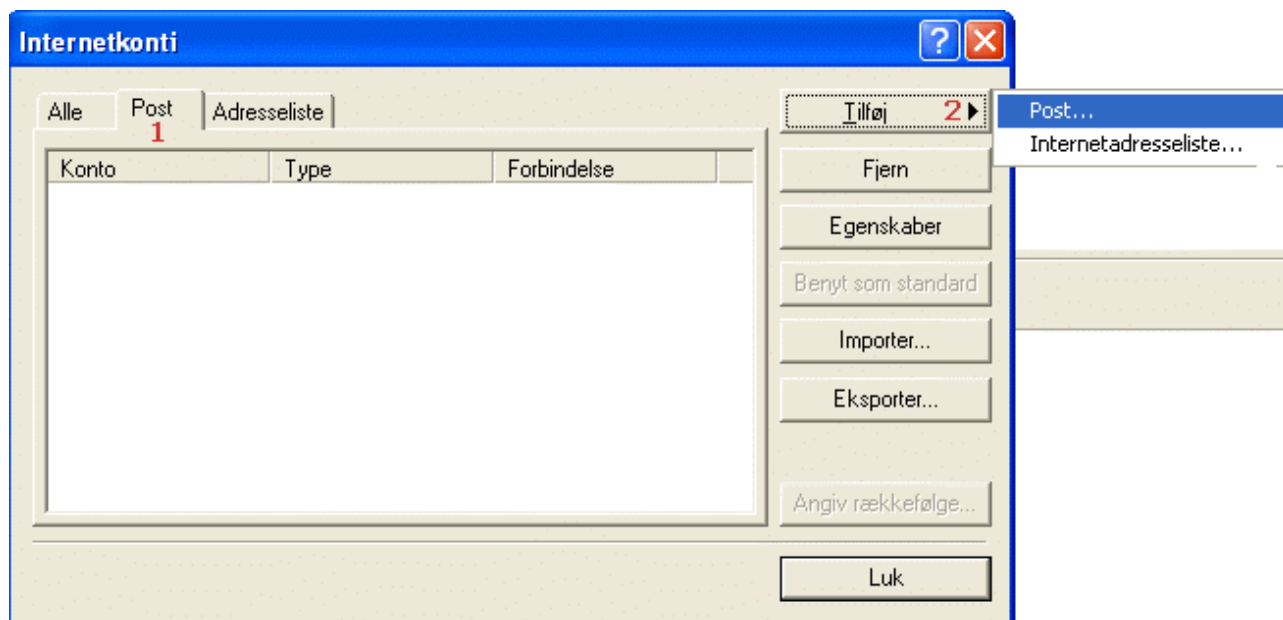 Internetkonti
Alle Post Adresseliste
1
Konto Type Forbindelse
Tilføj 2
Post...
Internetadresseliste...
Fjern
Egenskaber
Benyt som standard
Importer...
Eksporter...
Angiv rækkefølge...
Luk